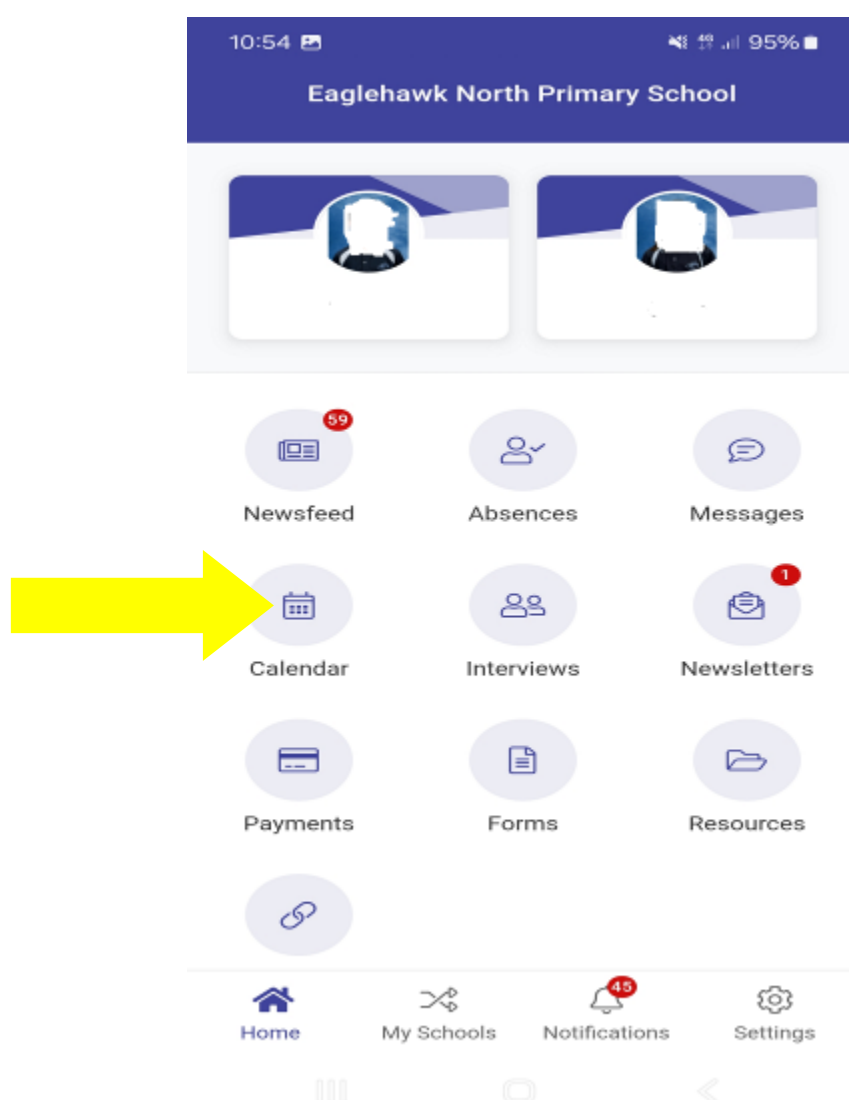 10:54 95%
Eaglehawk North Primary School
59
Newsfeed Absences Messages
1
Calendar Interviews Newsletters
Payments Forms Resources
45
Home My Schools Notifications Settings